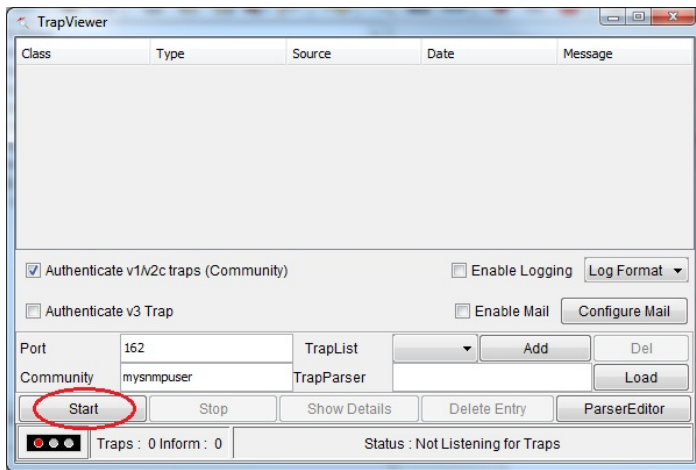 TrapViewer
Class Type Source Date Message
Authenticate v1/v2c traps (Community) Enable Logging Log Format
Authenticate v3 Trap Enable Mail Configure Mail
Port 162 TrapList Add Del
Community mysnmpuser TrapParser Load
Start Stop Show Details Delete Entry ParserEditor
Traps : 0 Inform : 0 Status : Not Listening for Traps